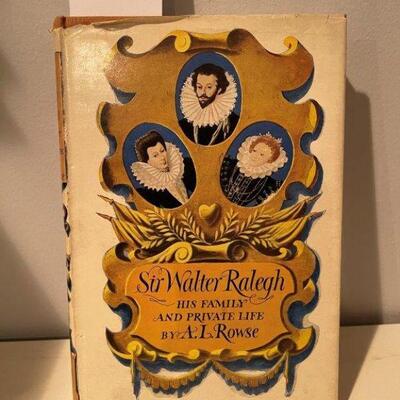 Sir Walter Ralegh
HIS FAMILY
AND PRIVATE LIFE
BY A.L. Rowse